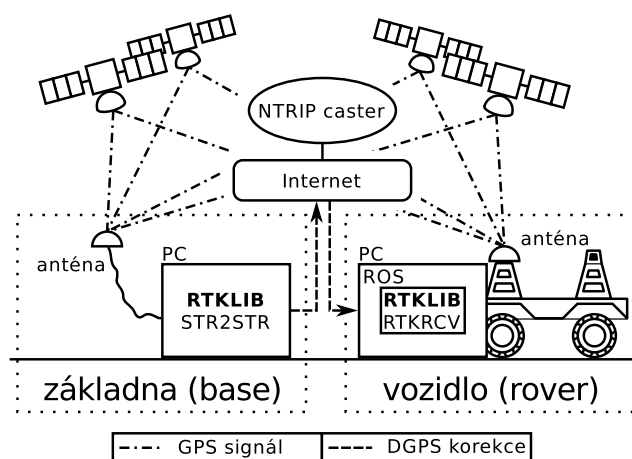 NTRIP caster
Internet
anténa
PC
RTKLIB
STR2STR
PC
ROS
RTKLIB
RTKRCV
anténa
základna (base)
vozidlo (rover)
GPS signál
DGPS korekce